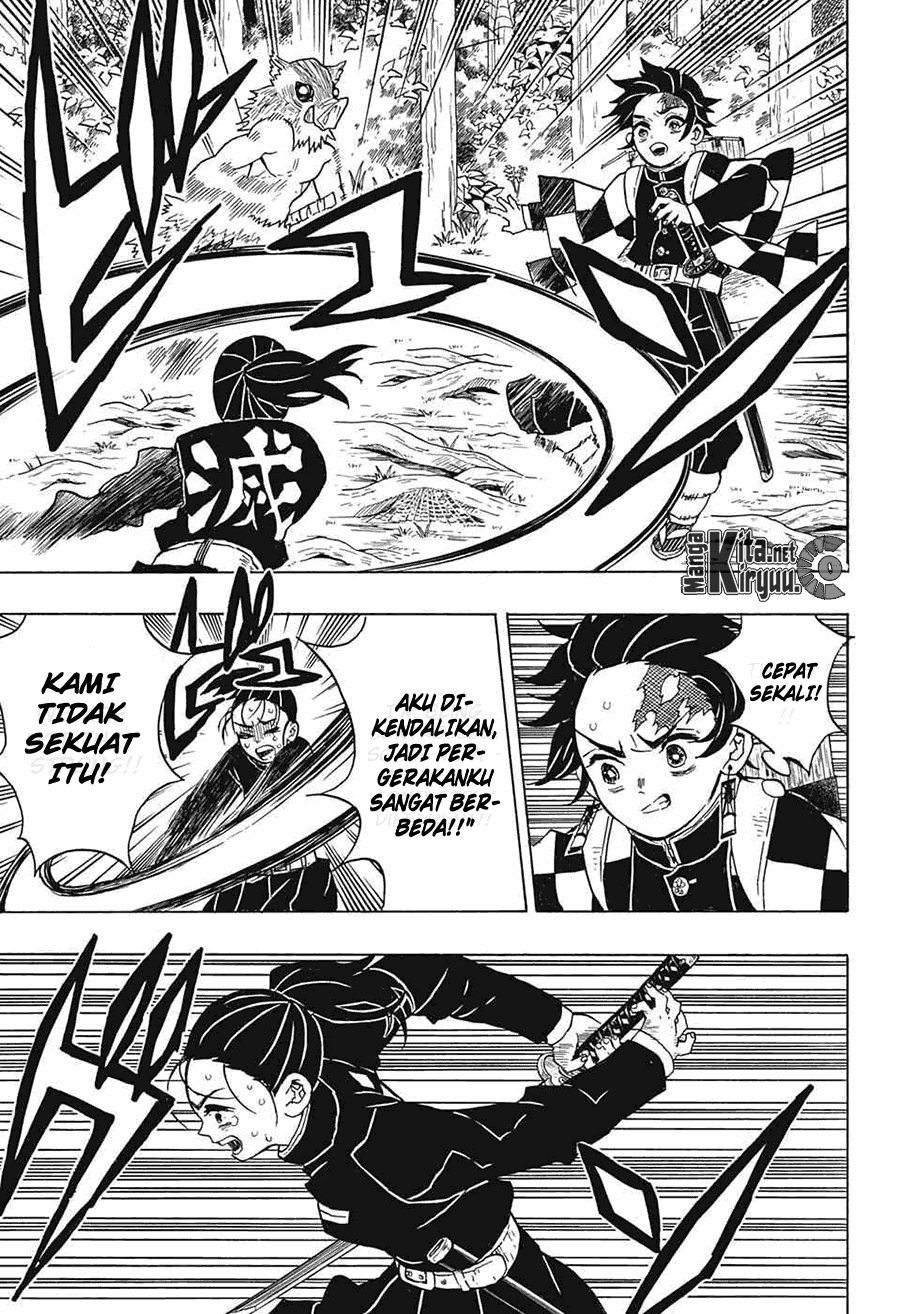 滅
Manga
Kita.net
Kiryuu.Co
CEPAT
SEKALI!
AKU DI-
KENDALIKAN,
JADI PER-
GERAKANKU
SANGAT BER-
BEDA!!"
KAMI
TIDAK
SEKUAT
ITU!